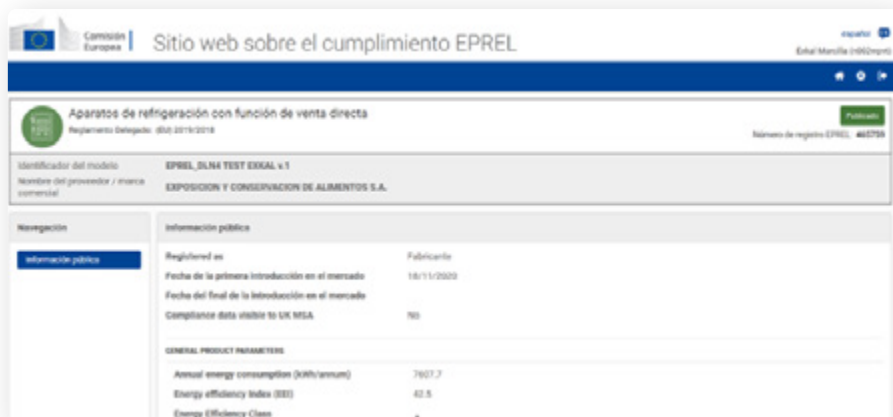 Comisión
Europea
Sitio web sobre el cumplimiento EPREL
español
Aparatos de refrigeración con función de venta directa
Reglamento Delegado: (EU) 2019/2018
Publicado
Número de registro EPREL: 465759
Identificador del modelo EPREL_DLN4 TEST EXKAL v.1
Nombre del proveedor / marca
comercial
EXPOSICION Y CONSERVACION DE ALIMENTOS S.A.
Navegación
Información pública
Información pública
Registered as Fabricante
Fecha de la primera introducción en el mercado 18/11/2020
Fecha del final de la introducción en el mercado
Compliance data visible to UK MSA No
GENERAL PRODUCT PARAMETERS
Annual energy consumption (kWh/annum) 7607.7
Energy efficiency Index (EEI) 42.5
Energy Efficiency Class